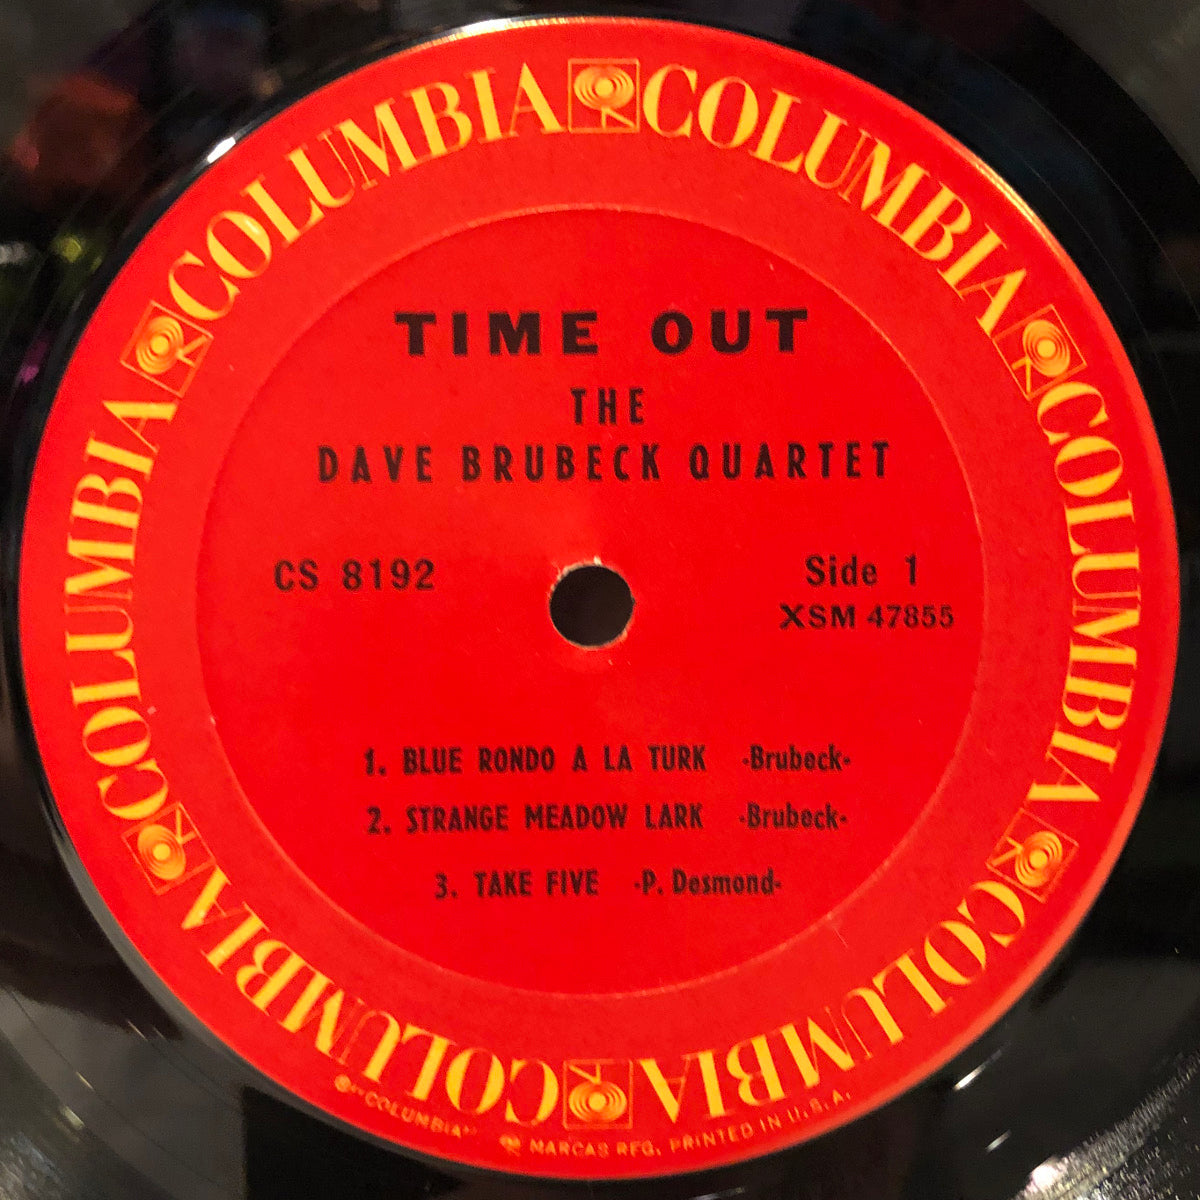 COLUMBIA COLUMBIA COLUMBIA COLUMBIA COLUMBIA COLUMBIA
TIME OUT
THE
DAVE BRUBECK QUARTET
CS 8192
Side 1
XSM 47855
1. BLUE RONDO A LA TURK -Brubeck-
2. STRANGE MEADOW LARK -Brubeck-
3. TAKE FIVE -P. Desmond-
® "COLUMBIA" MARCAS REG. PRINTED IN U.S.A.